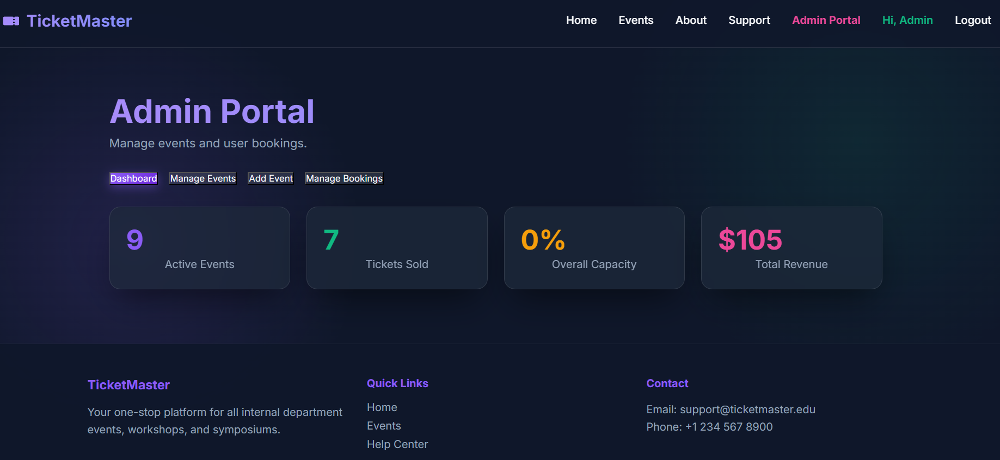 TicketMaster
Home Events About Support Admin Portal Hi, Admin Logout
Admin Portal
Manage events and user bookings.
Dashboard Manage Events Add Event Manage Bookings
9
Active Events
7
Tickets Sold
0%
Overall Capacity
$105
Total Revenue
TicketMaster
Your one-stop platform for all internal department
events, workshops, and symposiums.
Quick Links
Home
Events
Help Center
Contact
Email: support@ticketmaster.edu
Phone: +1 234 567 8900